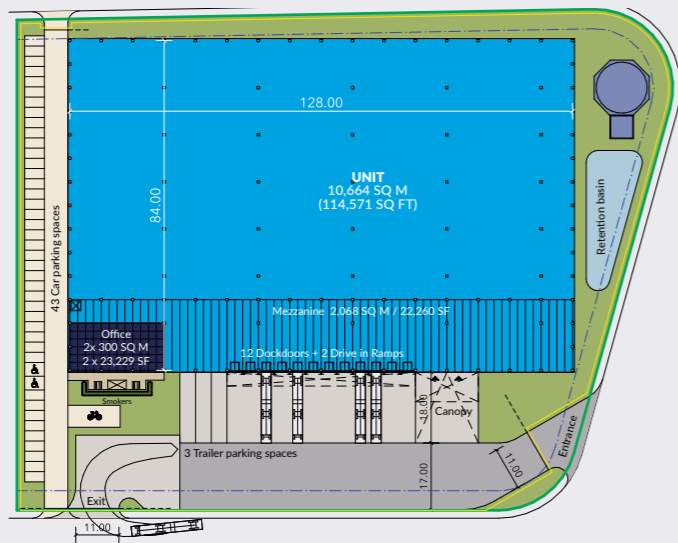 128.00
UNIT
10,664 SQ M
(114,571 SQ FT)
84.00
43 Car parking spaces
Retention basin
Mezzanine 2,068 SQ M / 22,260 SF
Office
2x 300 SQ M
2 x 23,229 SF
12 Dockdoors + 2 Drive in Ramps
Smokers
18.00
Canopy
Entrance
3 Trailer parking spaces
11.00
17.00
Exit
11.00